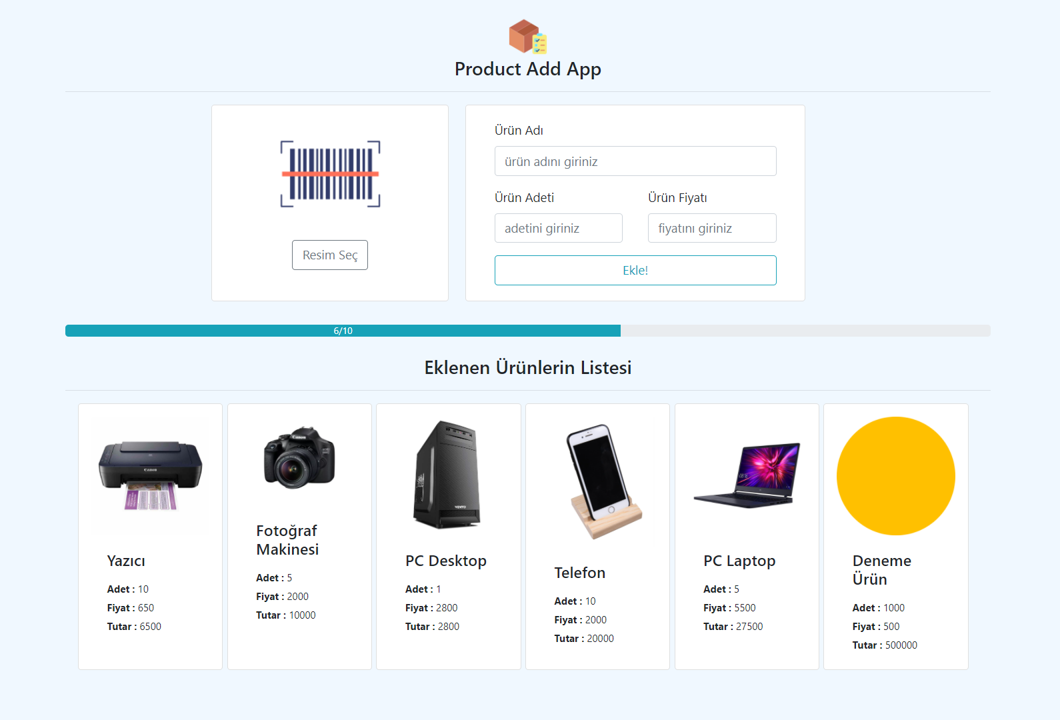 Product Add App
Ürün Adı
ürün adını giriniz
Ürün Adeti
Ürün Fiyatı
adetini giriniz
fiyatını giriniz
Resim Seç
Ekle!
6/10
Eklenen Ürünlerin Listesi
Canon
Yazıcı
Adet : 10
Fiyat : 650
Tutar : 6500
Canon
Fotoğraf
Makinesi
Adet : 5
Fiyat : 2000
Tutar : 10000
PC Desktop
Adet : 1
Fiyat : 2800
Tutar : 2800
Telefon
Adet : 10
Fiyat : 2000
Tutar : 20000
PC Laptop
Adet : 5
Fiyat : 5500
Tutar : 27500
Deneme
Ürün
Adet : 1000
Fiyat : 500
Tutar : 500000